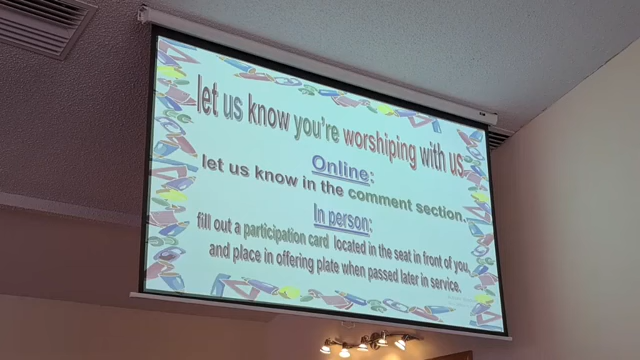 let us know you're worshiping with us.
Online:
let us know in the comment section.
In person:
fill out a participation card located in the seat in front of you,
and place in offering plate when passed later in service.